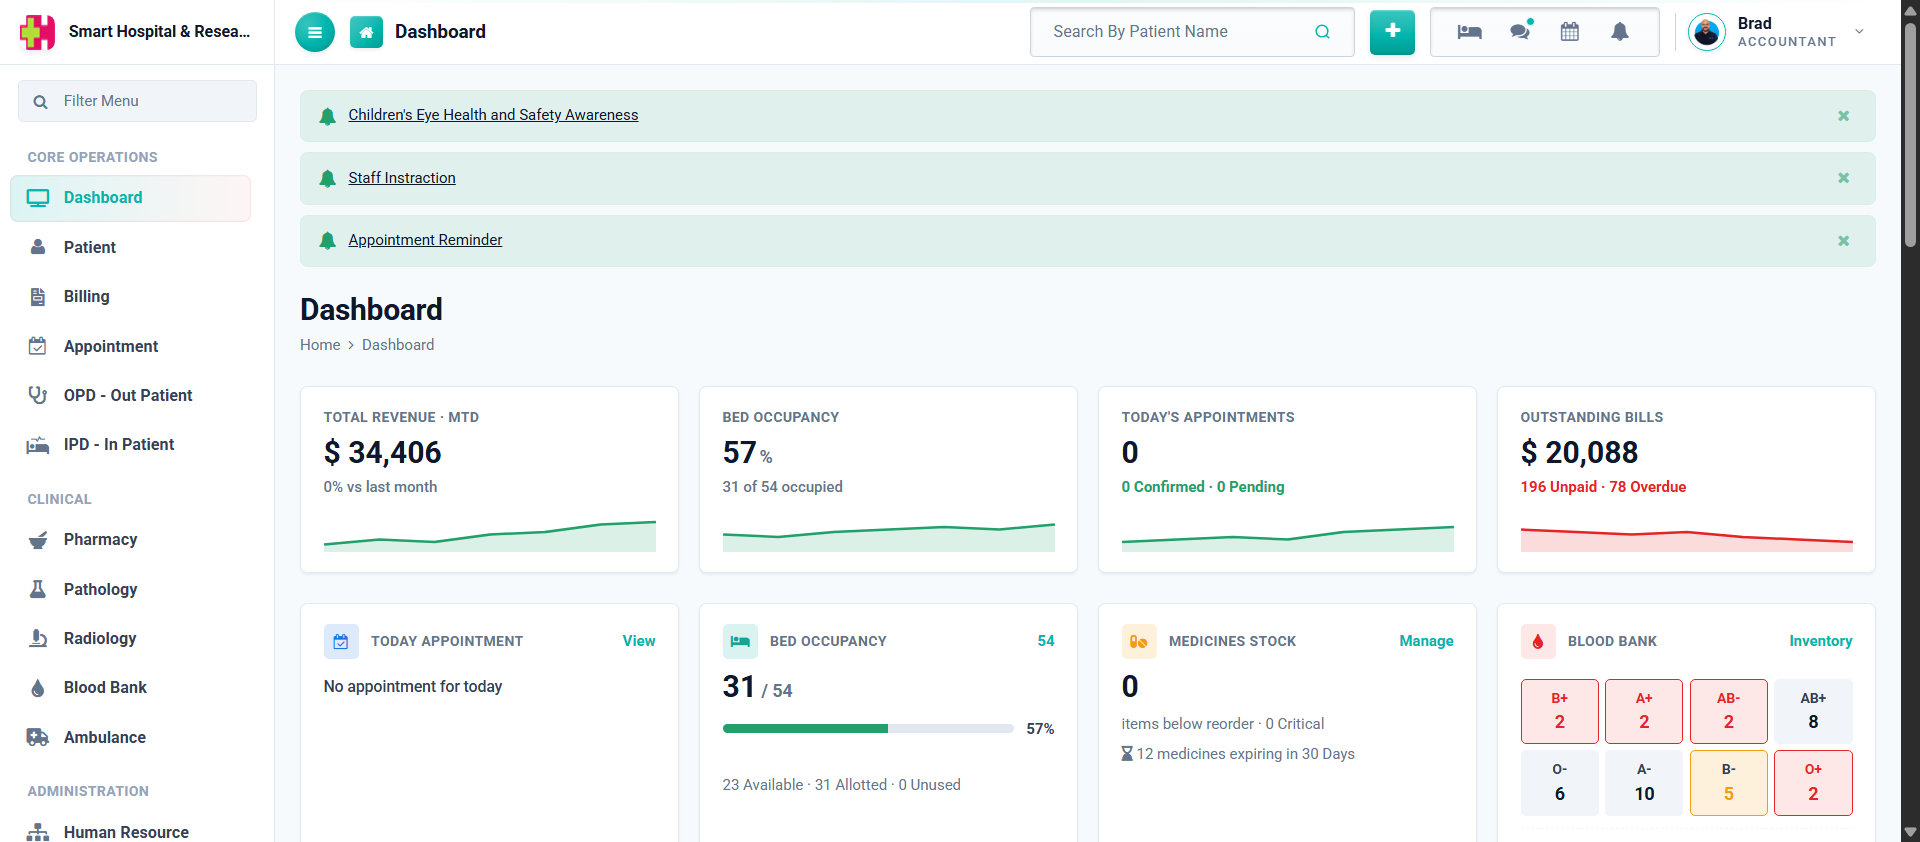 Smart Hospital & Resea...
Dashboard
Search By Patient Name
Brad
ACCOUNTANT
Filter Menu
CORE OPERATIONS
Dashboard
Patient
Billing
Appointment
OPD - Out Patient
IPD - In Patient
CLINICAL
Pharmacy
Pathology
Radiology
Blood Bank
Ambulance
ADMINISTRATION
Human Resource
Children's Eye Health and Safety Awareness
Staff Instraction
Appointment Reminder
Dashboard
Home > Dashboard
TOTAL REVENUE · MTD
$ 34,406
0% vs last month
BED OCCUPANCY
57 %
31 of 54 occupied
TODAY'S APPOINTMENTS
0
0 Confirmed · 0 Pending
OUTSTANDING BILLS
$ 20,088
196 Unpaid · 78 Overdue
TODAY APPOINTMENT View
No appointment for today
BED OCCUPANCY 54
31 / 54
57%
23 Available · 31 Allotted · 0 Unused
MEDICINES STOCK Manage
0
items below reorder · 0 Critical
12 medicines expiring in 30 Days
BLOOD BANK Inventory
B+ A+ AB- AB+
2 2 2 8
O- A- B- O+
6 10 5 2